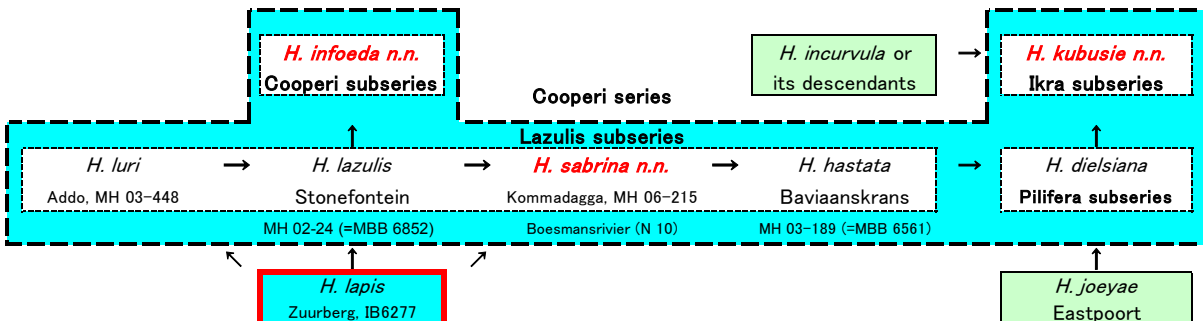 H. infoeda n.n.
Cooperi subseries
H. incurvula or
its descendants
H. kubusie n.n.
Ikra subseries
Cooperi series
Lazulis subseries
H. luri
Addo, MH 03-448
H. lazulis
Stonefontein
MH 02-24 (=MBB 6852)
H. sabrina n.n.
Kommadagga, MH 06-215
Boesmansrivier (N 10)
H. hastata
Baviaanskrans
MH 03-189 (=MBB 6561)
H. dielsiana
Pilifera subseries
H. lapis
Zuurberg, IB6277
H. joeyae
Eastpoort